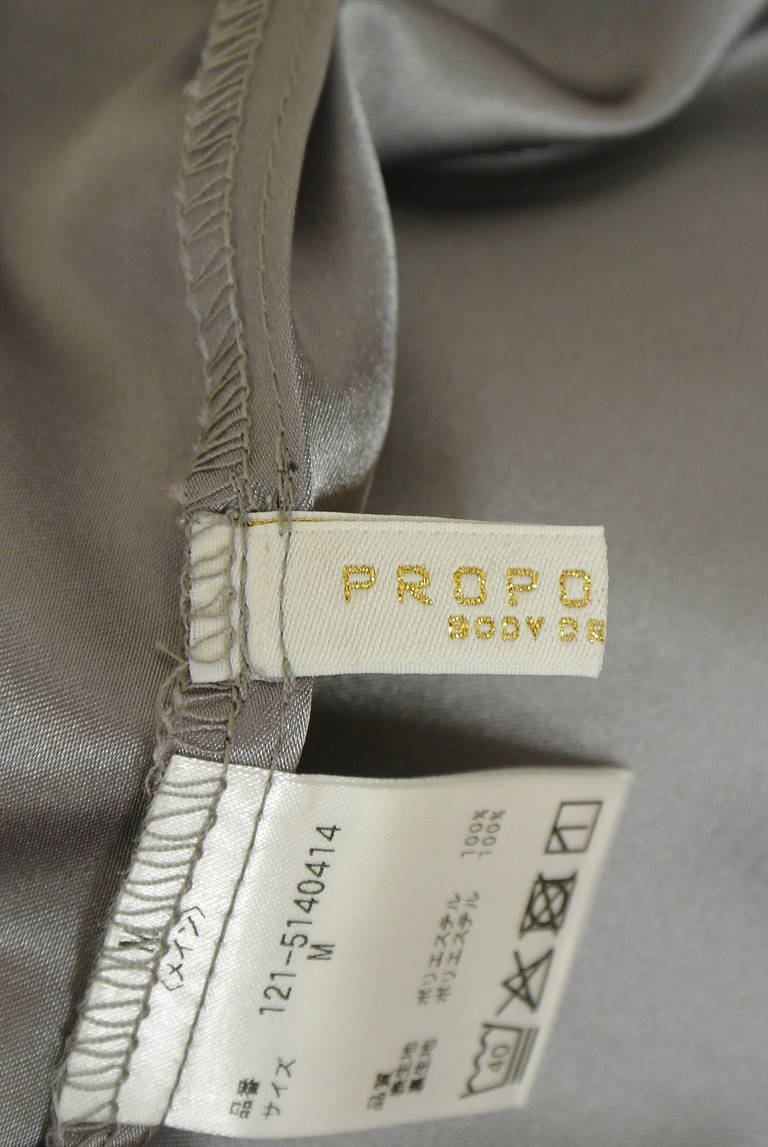 PROPO
BODY DR
M
〈メイン〉
品番 121-5140414
サイズ M
品質
表生地 ポリエステル 100%
裏生地 ポリエステル 100%
40